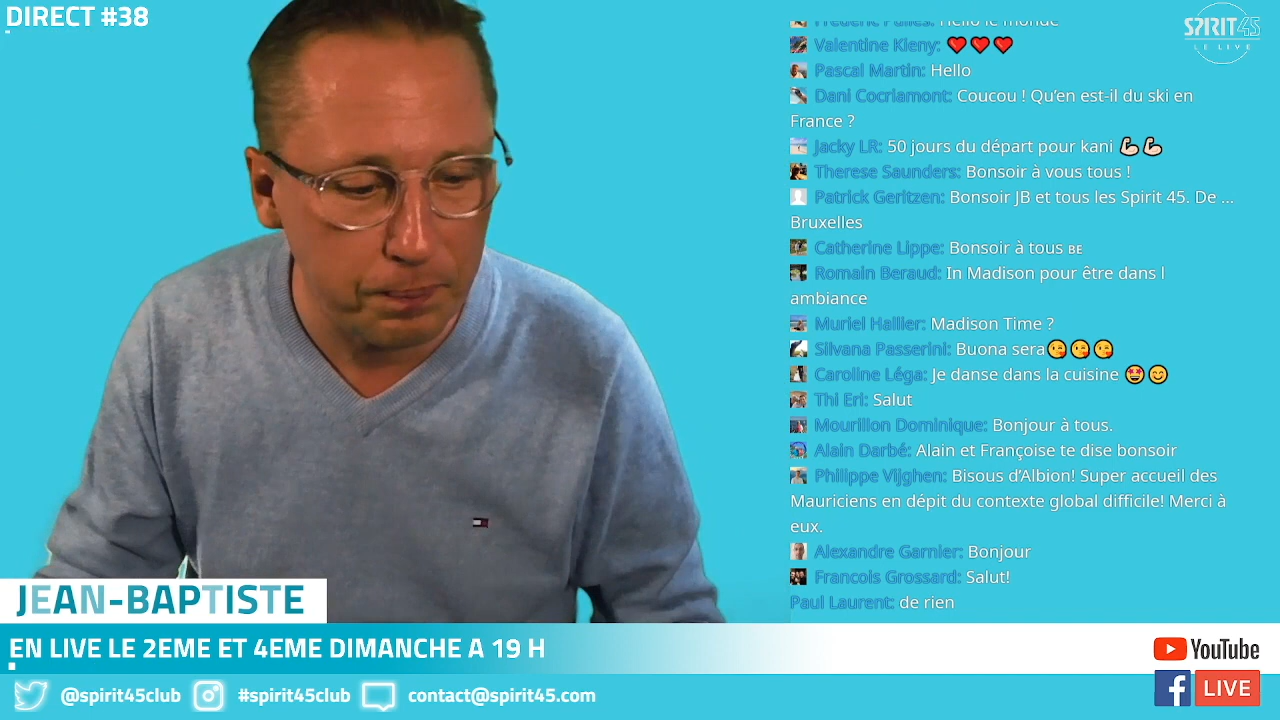 DIRECT #38
SPIRIT45
LE LIVE
Hello le monde
Valentine Kieny: ❤️❤️❤️
Pascal Martin: Hello
Dani Cocriamont: Coucou ! Qu'en est-il du ski en
France ?
Jacky LR: 50 jours du départ pour kani 💪🏻💪🏻
Therese Saunders: Bonsoir à vous tous !
Patrick Geritzen: Bonsoir JB et tous les Spirit 45. De ...
Bruxelles
Catherine Lippe: Bonsoir à tous BE
Romain Beraud: In Madison pour être dans l
ambiance
Muriel Hallier: Madison Time ?
Silvana Passerini: Buona sera😘😘😘
Caroline Léga: Je danse dans la cuisine 🤩😊
Thi Eri: Salut
Mourillon Dominique: Bonjour à tous.
Alain Darbé: Alain et Françoise te dise bonsoir
Philippe Vijghen: Bisous d'Albion! Super accueil des
Mauriciens en dépit du contexte global difficile! Merci à
eux.
Alexandre Garnier: Bonjour
Francois Grossard: Salut!
Paul Laurent: de rien
JEAN-BAPTISTE
EN LIVE LE 2EME ET 4EME DIMANCHE A 19 H
YouTube
@spirit45club #spirit45club contact@spirit45.com
f LIVE